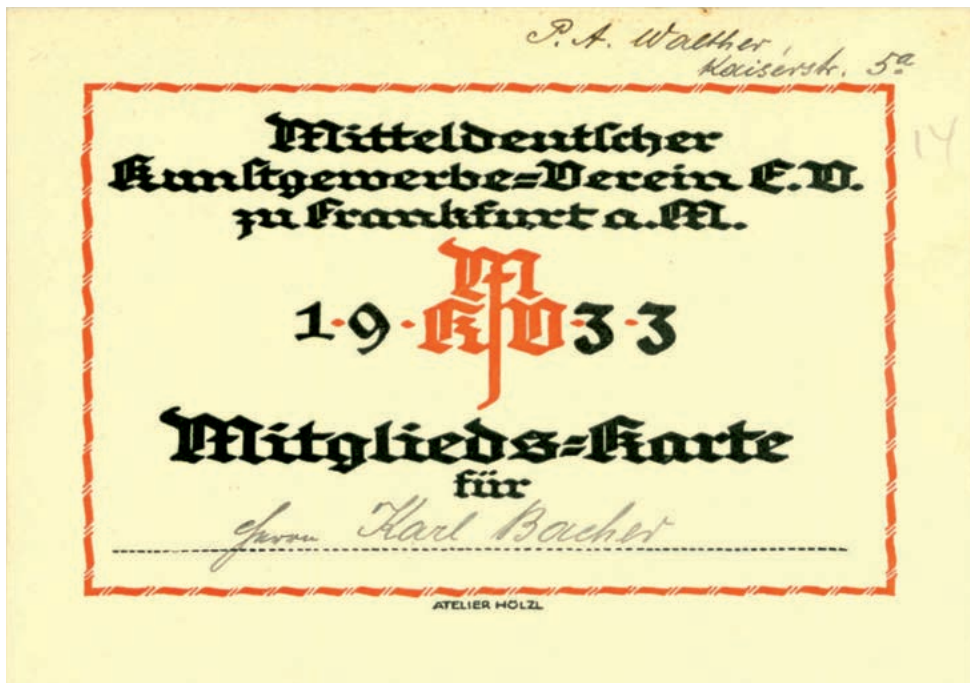 P. A. Walther,
Kaiserstr. 5a
14
Mitteldeutscher
Kunstgewerbe=Verein E.V.
zu Frankfurt a.M.
1·9·MKV·3·3
Mitglieds=Karte
für
Herrn Karl Bacher
ATELIER HÖLZL